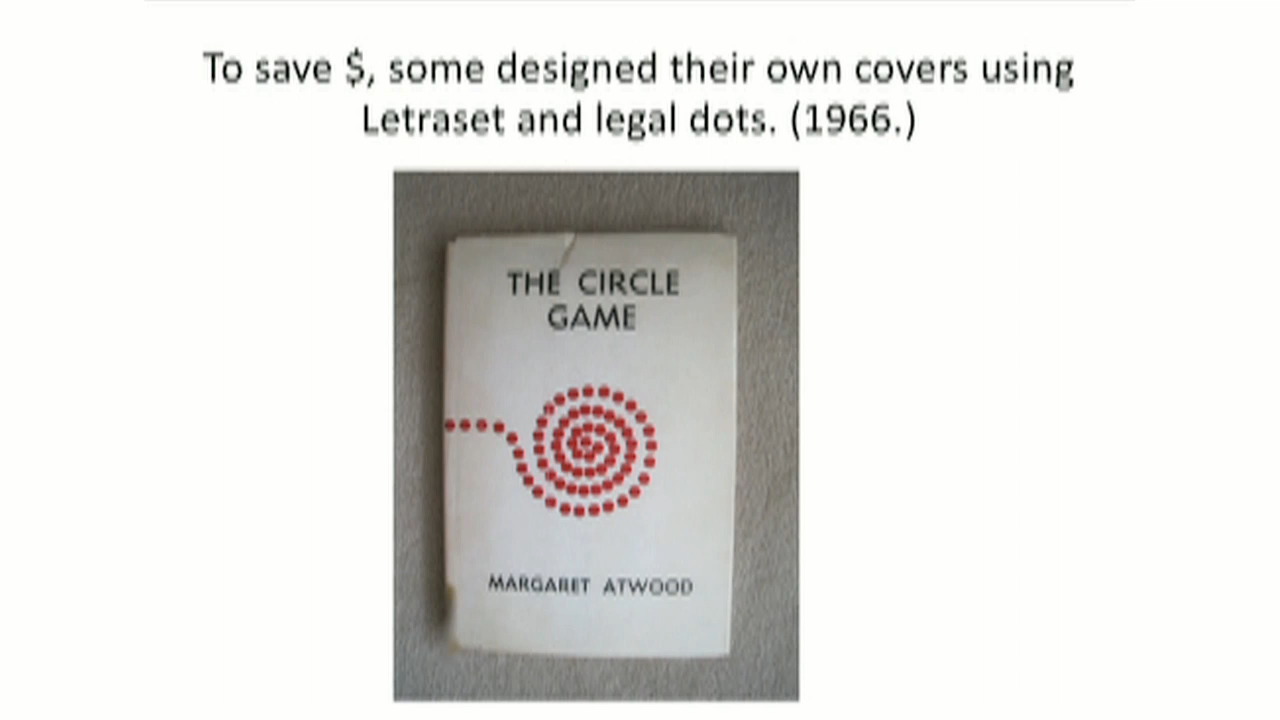 To save $, some designed their own covers using
Letraset and legal dots. (1966.)
THE CIRCLE
GAME
MARGARET ATWOOD